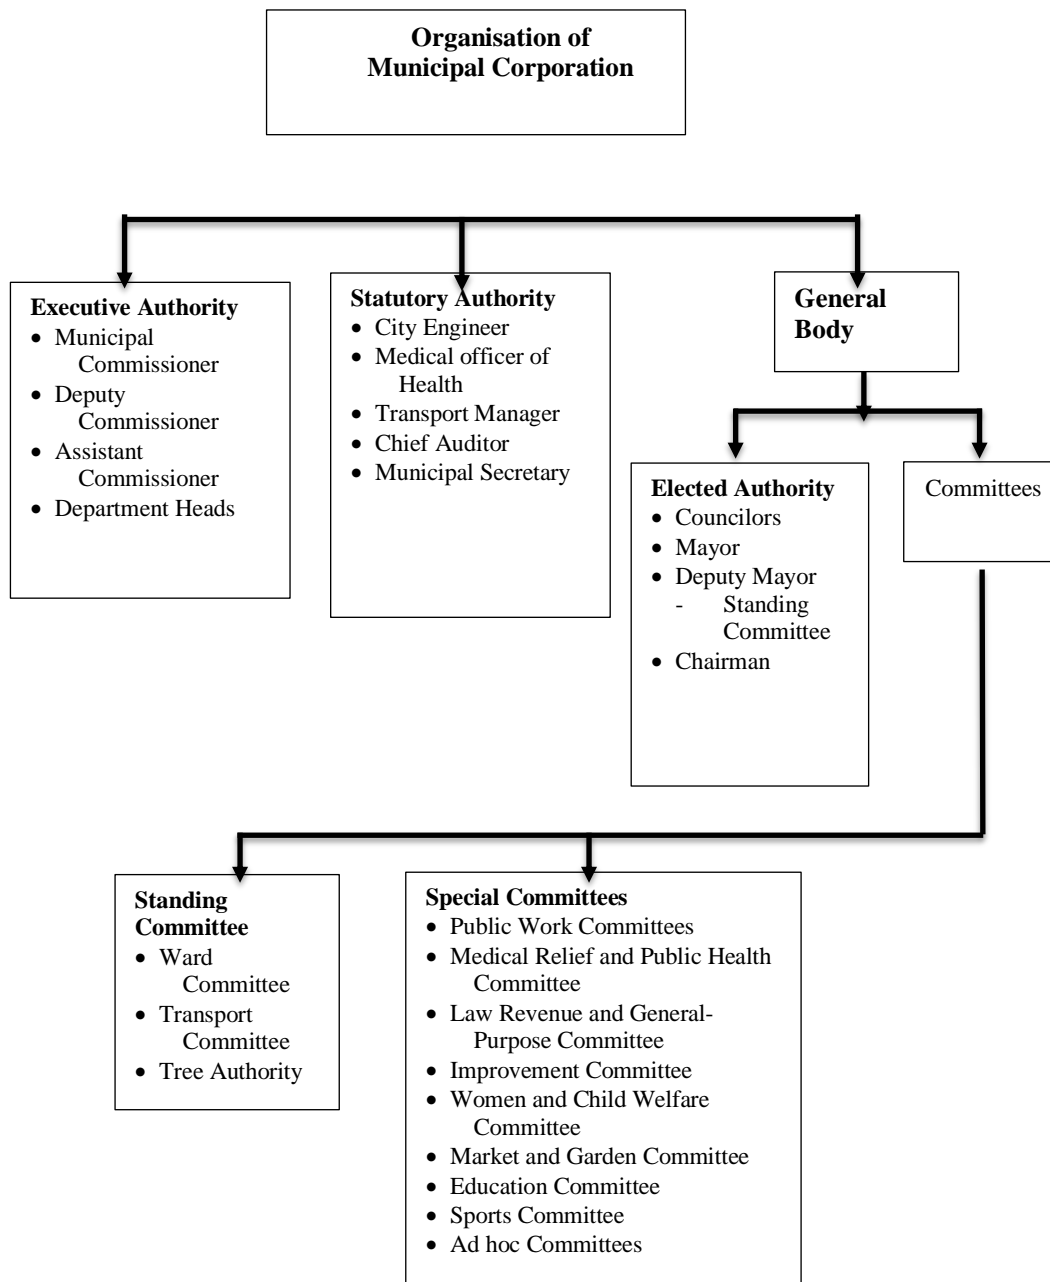 Organisation of
Municipal Corporation
Executive Authority
• Municipal
Commissioner
• Deputy
Commissioner
• Assistant
Commissioner
• Department Heads
Statutory Authority
• City Engineer
• Medical officer of
Health
• Transport Manager
• Chief Auditor
• Municipal Secretary
General
Body
Elected Authority
• Councilors
• Mayor
• Deputy Mayor
- Standing
Committee
• Chairman
Committees
Standing
Committee
• Ward
Committee
• Transport
Committee
• Tree Authority
Special Committees
• Public Work Committees
• Medical Relief and Public Health
Committee
• Law Revenue and General-
Purpose Committee
• Improvement Committee
• Women and Child Welfare
Committee
• Market and Garden Committee
• Education Committee
• Sports Committee
• Ad hoc Committees